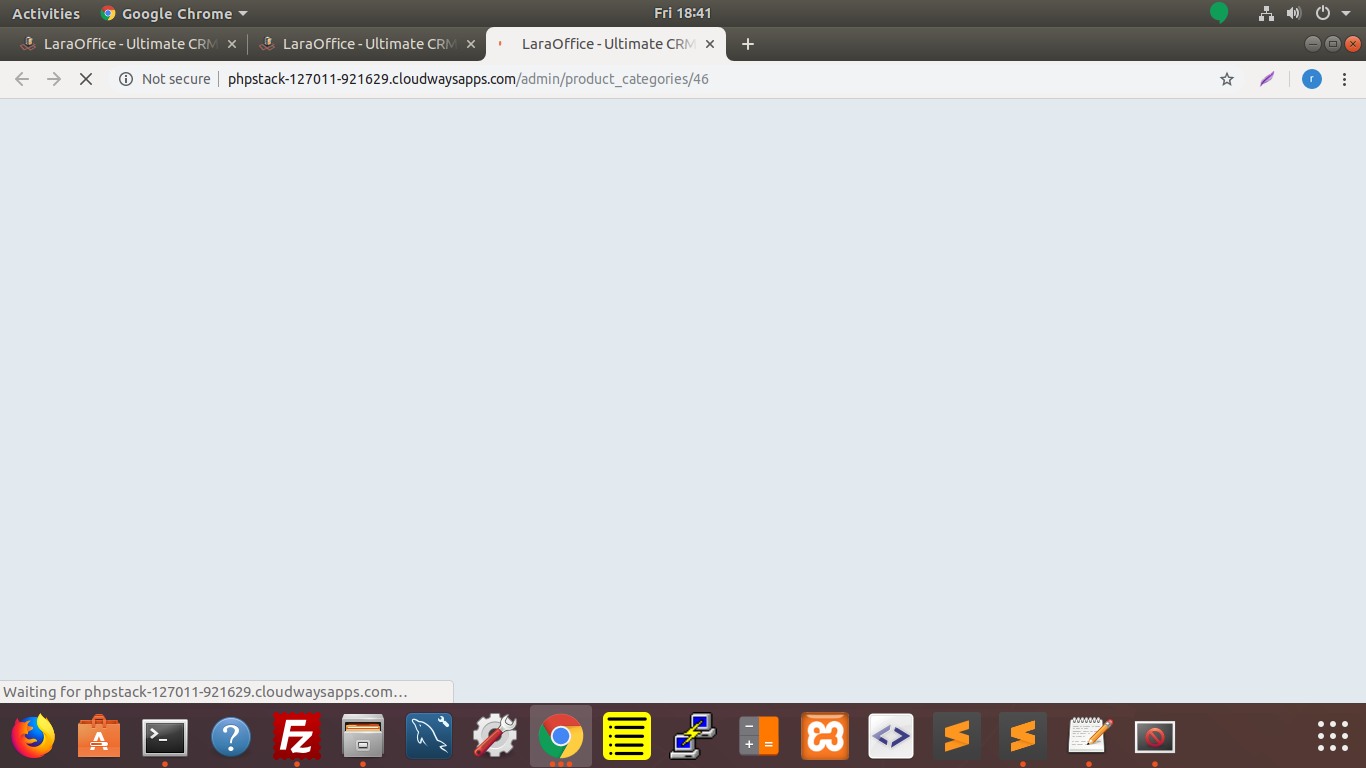 Activities Google Chrome Fri 18:41
LaraOffice - Ultimate CRM LaraOffice - Ultimate CRM LaraOffice - Ultimate CRM
Not secure phpstack-127011-921629.cloudwaysapps.com/admin/product_categories/46 r
Waiting for phpstack-127011-921629.cloudwaysapps.com…